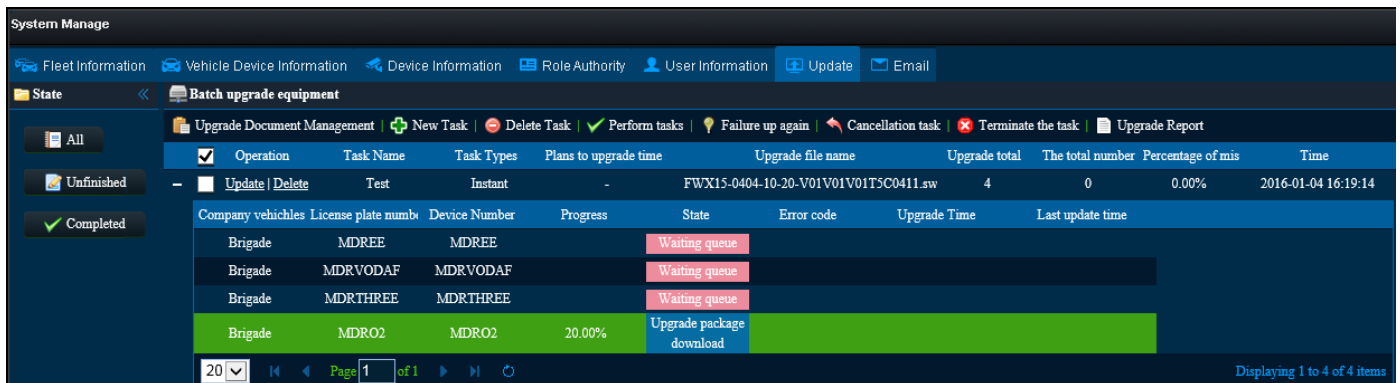 System Manage
Fleet Information Vehicle Device Information Device Information Role Authority User Information Update Email
State « Batch upgrade equipment
Upgrade Document Management | New Task | Delete Task | Perform tasks | Failure up again | Cancellation task | Terminate the task | Upgrade Report
All
Operation Task Name Task Types Plans to upgrade time Upgrade file name Upgrade total The total number Percentage of mis Time
Unfinished
Update | Delete Test Instant - FWX15-0404-10-20-V01V01V01T5C0411.sw 4 0 0.00% 2016-01-04 16:19:14
Completed
Company vehichles License plate numbe Device Number Progress State Error code Upgrade Time Last update time
Brigade MDREE MDREE Waiting queue
Brigade MDRVODAF MDRVODAF Waiting queue
Brigade MDRTHREE MDRTHREE Waiting queue
Brigade MDRO2 MDRO2 20.00% Upgrade package
download
20 Page 1 of 1 Displaying 1 to 4 of 4 items